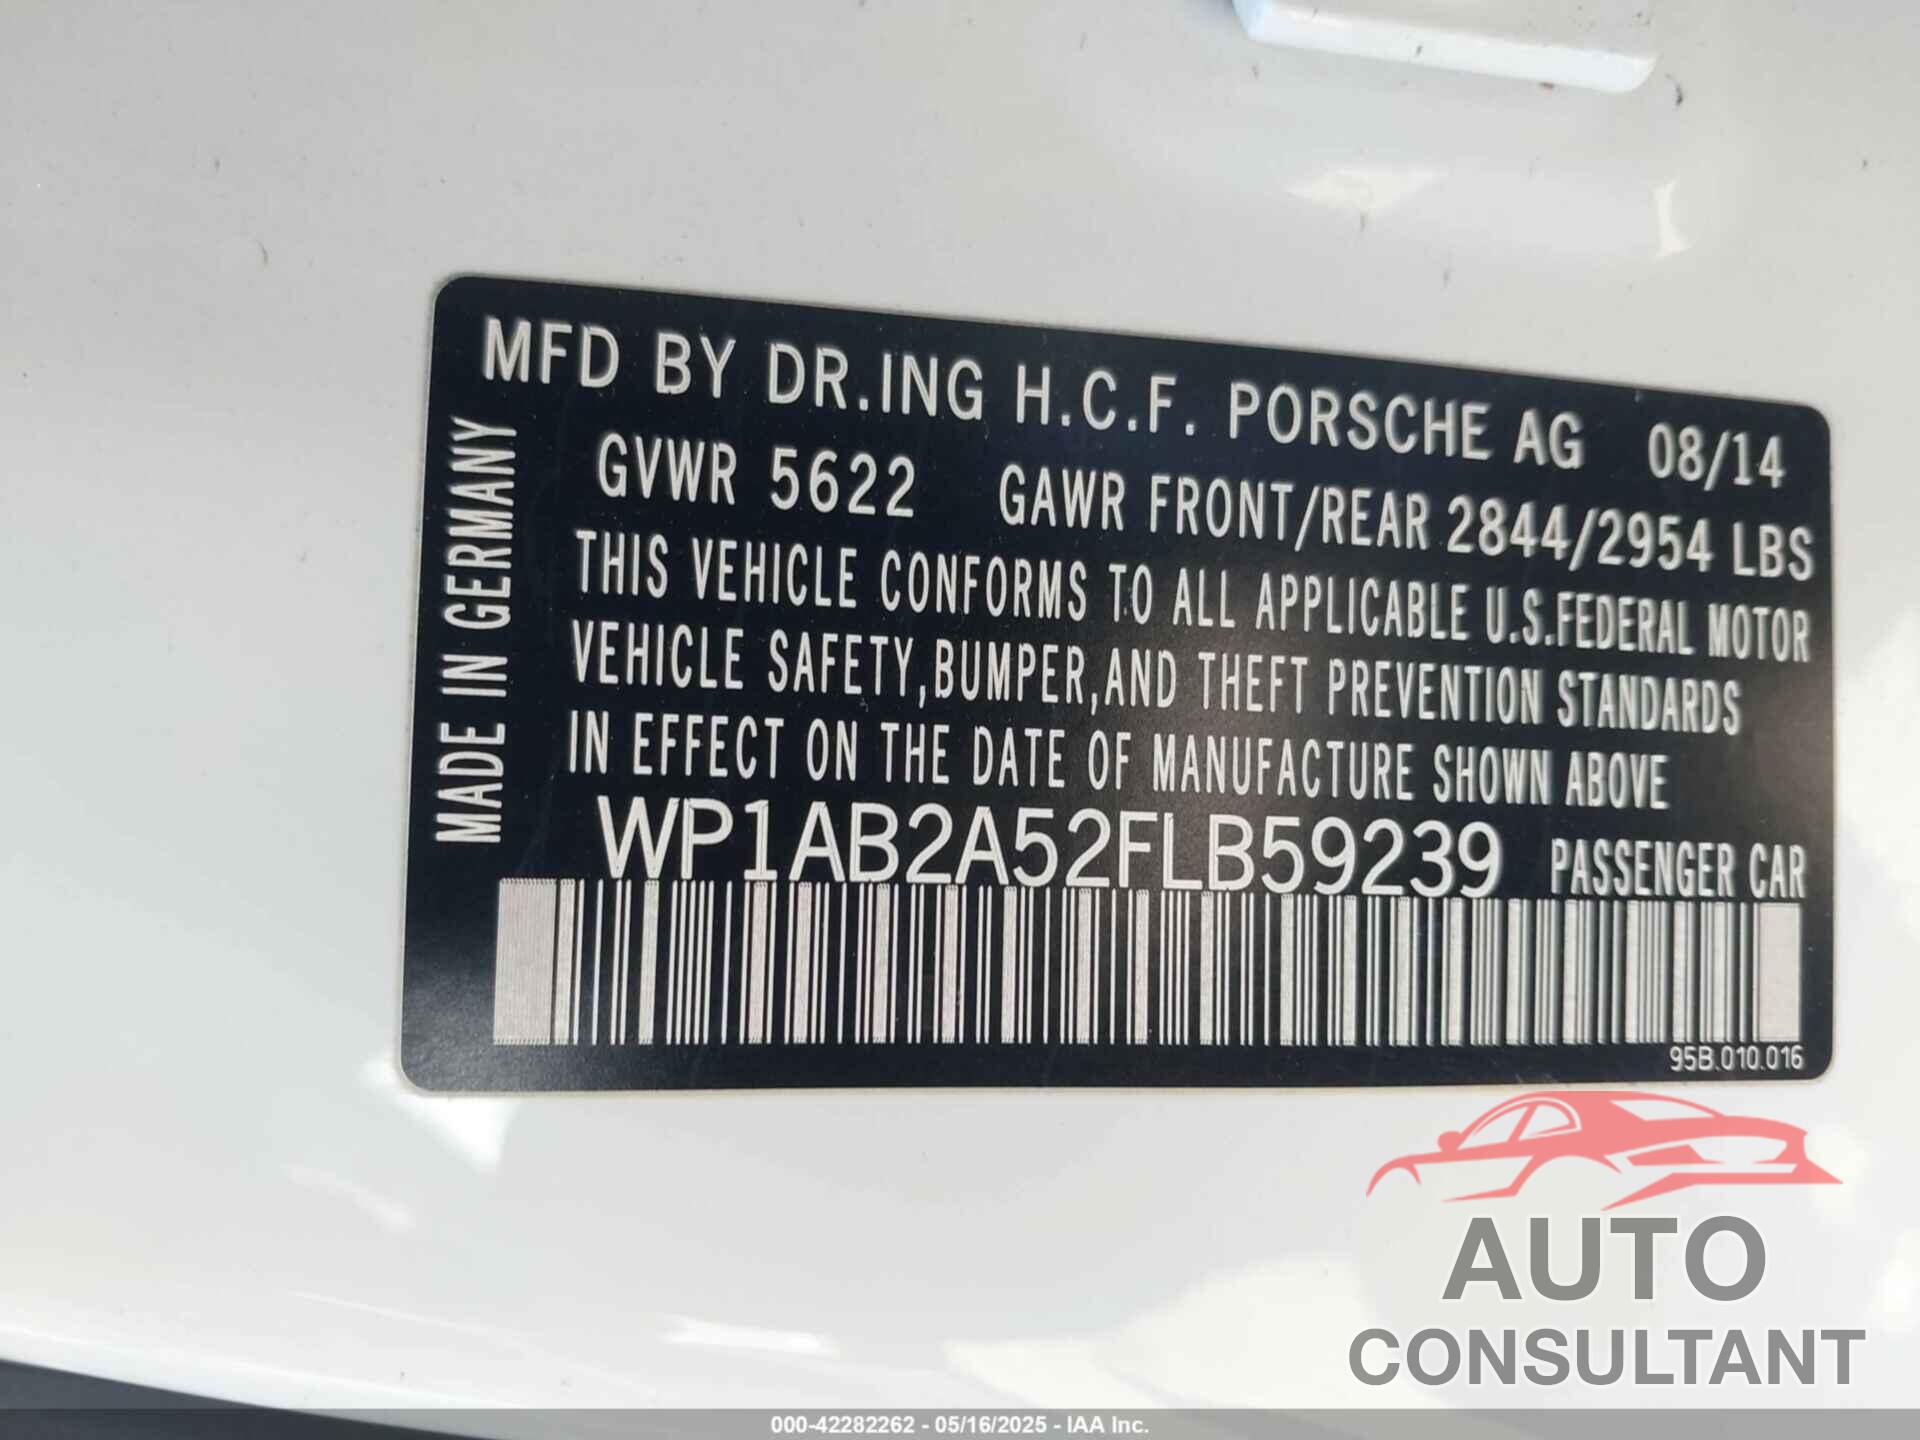 MFD BY DR.ING H.C.F. PORSCHE AG 08/14
GVWR 5622 GAWR FRONT/REAR 2844/2954 LBS
THIS VEHICLE CONFORMS TO ALL APPLICABLE U.S.FEDERAL MOTOR
VEHICLE SAFETY,BUMPER,AND THEFT PREVENTION STANDARDS
IN EFFECT ON THE DATE OF MANUFACTURE SHOWN ABOVE
WP1AB2A52FLB59239 PASSENGER CAR
MADE IN GERMANY
95B.010.016
AUTO
CONSULTANT
000-42282262 - 05/16/2025 - IAA Inc.